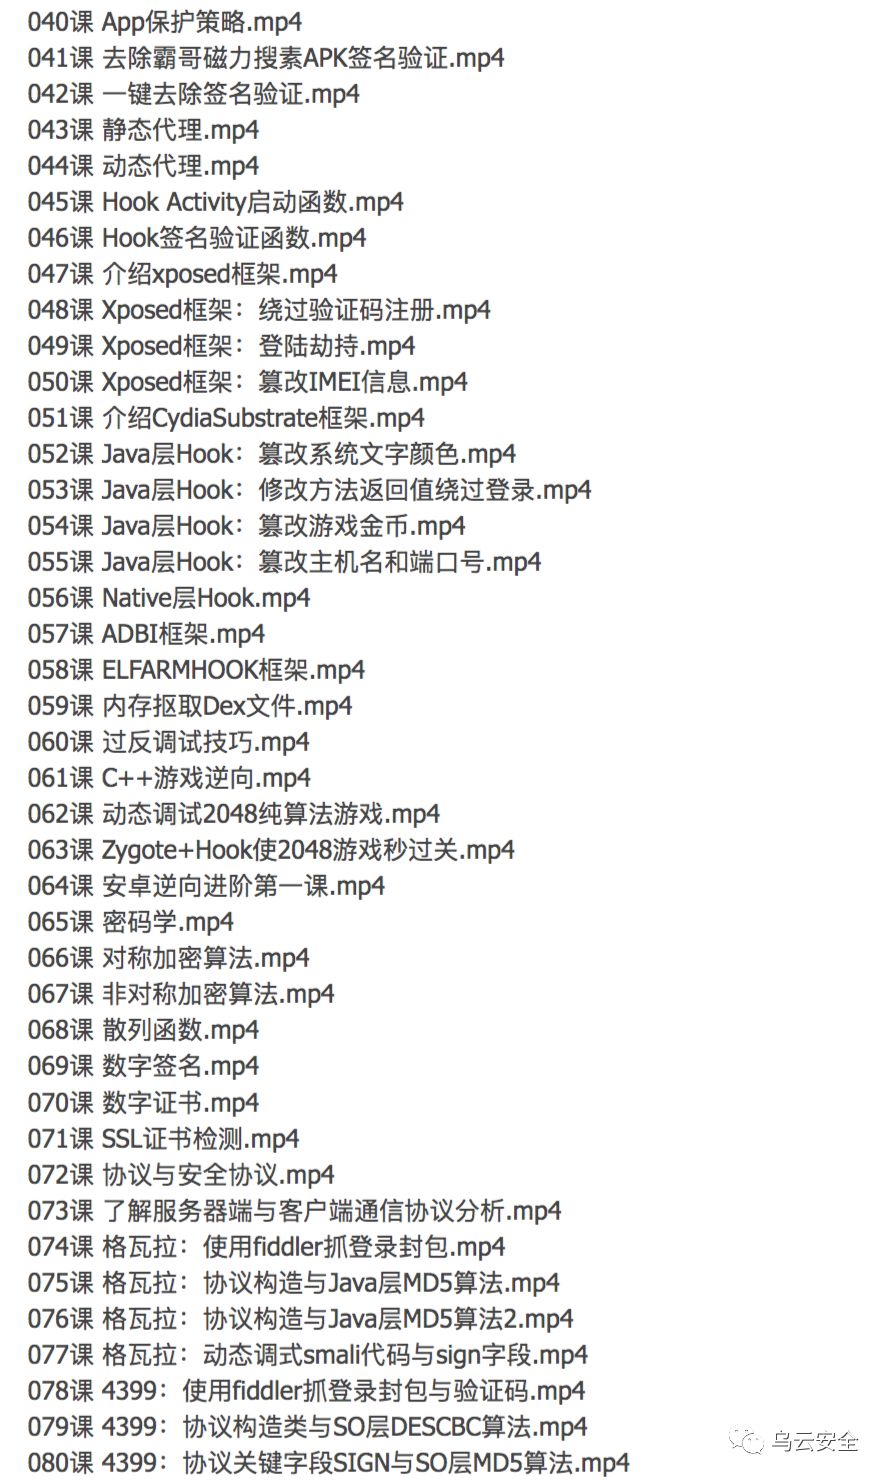 040课 App保护策略.mp4
041课 去除霸哥磁力搜素APK签名验证.mp4
042课 一键去除签名验证.mp4
043课 静态代理.mp4
044课 动态代理.mp4
045课 Hook Activity启动函数.mp4
046课 Hook签名验证函数.mp4
047课 介绍xposed框架.mp4
048课 Xposed框架：绕过验证码注册.mp4
049课 Xposed框架：登陆劫持.mp4
050课 Xposed框架：篡改IMEI信息.mp4
051课 介绍CydiaSubstrate框架.mp4
052课 Java层Hook：篡改系统文字颜色.mp4
053课 Java层Hook：修改方法返回值绕过登录.mp4
054课 Java层Hook：篡改游戏金币.mp4
055课 Java层Hook：篡改主机名和端口号.mp4
056课 Native层Hook.mp4
057课 ADBI框架.mp4
058课 ELFARMHOOK框架.mp4
059课 内存抠取Dex文件.mp4
060课 过反调试技巧.mp4
061课 C++游戏逆向.mp4
062课 动态调试2048纯算法游戏.mp4
063课 Zygote+Hook使2048游戏秒过关.mp4
064课 安卓逆向进阶第一课.mp4
065课 密码学.mp4
066课 对称加密算法.mp4
067课 非对称加密算法.mp4
068课 散列函数.mp4
069课 数字签名.mp4
070课 数字证书.mp4
071课 SSL证书检测.mp4
072课 协议与安全协议.mp4
073课 了解服务器端与客户端通信协议分析.mp4
074课 格瓦拉：使用fiddler抓登录封包.mp4
075课 格瓦拉：协议构造与Java层MD5算法.mp4
076课 格瓦拉：协议构造与Java层MD5算法2.mp4
077课 格瓦拉：动态调式smali代码与sign字段.mp4
078课 4399：使用fiddler抓登录封包与验证码.mp4
079课 4399：协议构造类与SO层DESCBC算法.mp4
080课 4399：协议关键字段SIGN与SO层MD5算法.mp4
乌云安全